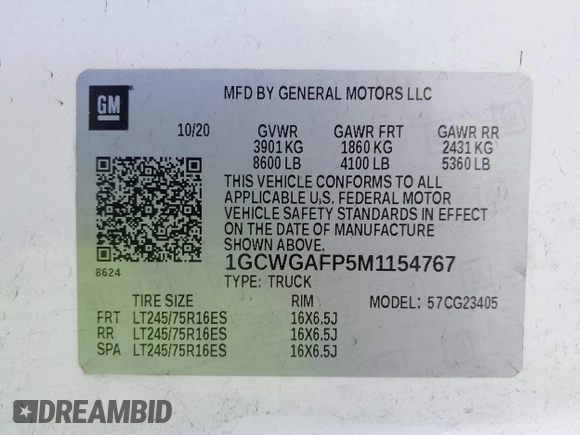 GM
MFD BY GENERAL MOTORS LLC
10/20 GVWR GAWR FRT GAWR RR
3901 KG 1860 KG 2431 KG
8600 LB 4100 LB 5360 LB
THIS VEHICLE CONFORMS TO ALL
APPLICABLE U.S. FEDERAL MOTOR
VEHICLE SAFETY STANDARDS IN EFFECT
ON THE DATE OF MANUFACTURE
SHOWN ABOVE.
8624
1GCWGAFP5M1154767
TYPE: TRUCK
TIRE SIZE RIM MODEL: 57CG23405
FRT LT245/75R16ES 16X6.5J
RR LT245/75R16ES 16X6.5J
SPA LT245/75R16ES 16X6.5J
DREAMBID